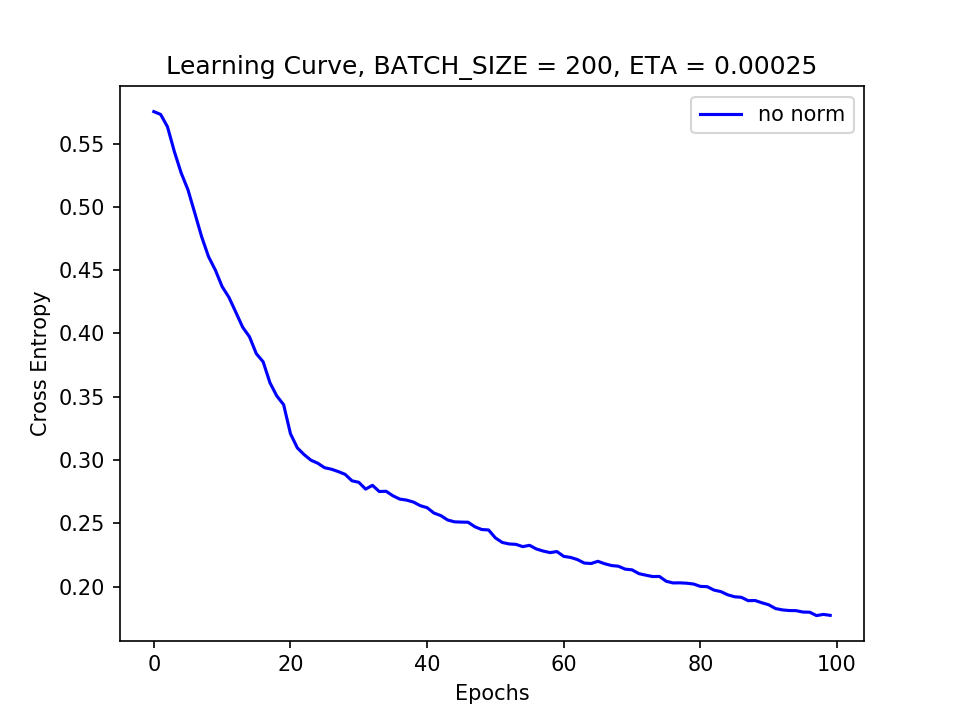 Learning Curve, BATCH_SIZE = 200, ETA = 0.00025
no norm
0.55
0.50
0.45
0.40
0.35
0.30
0.25
0.20
Cross Entropy
0 20 40 60 80 100
Epochs